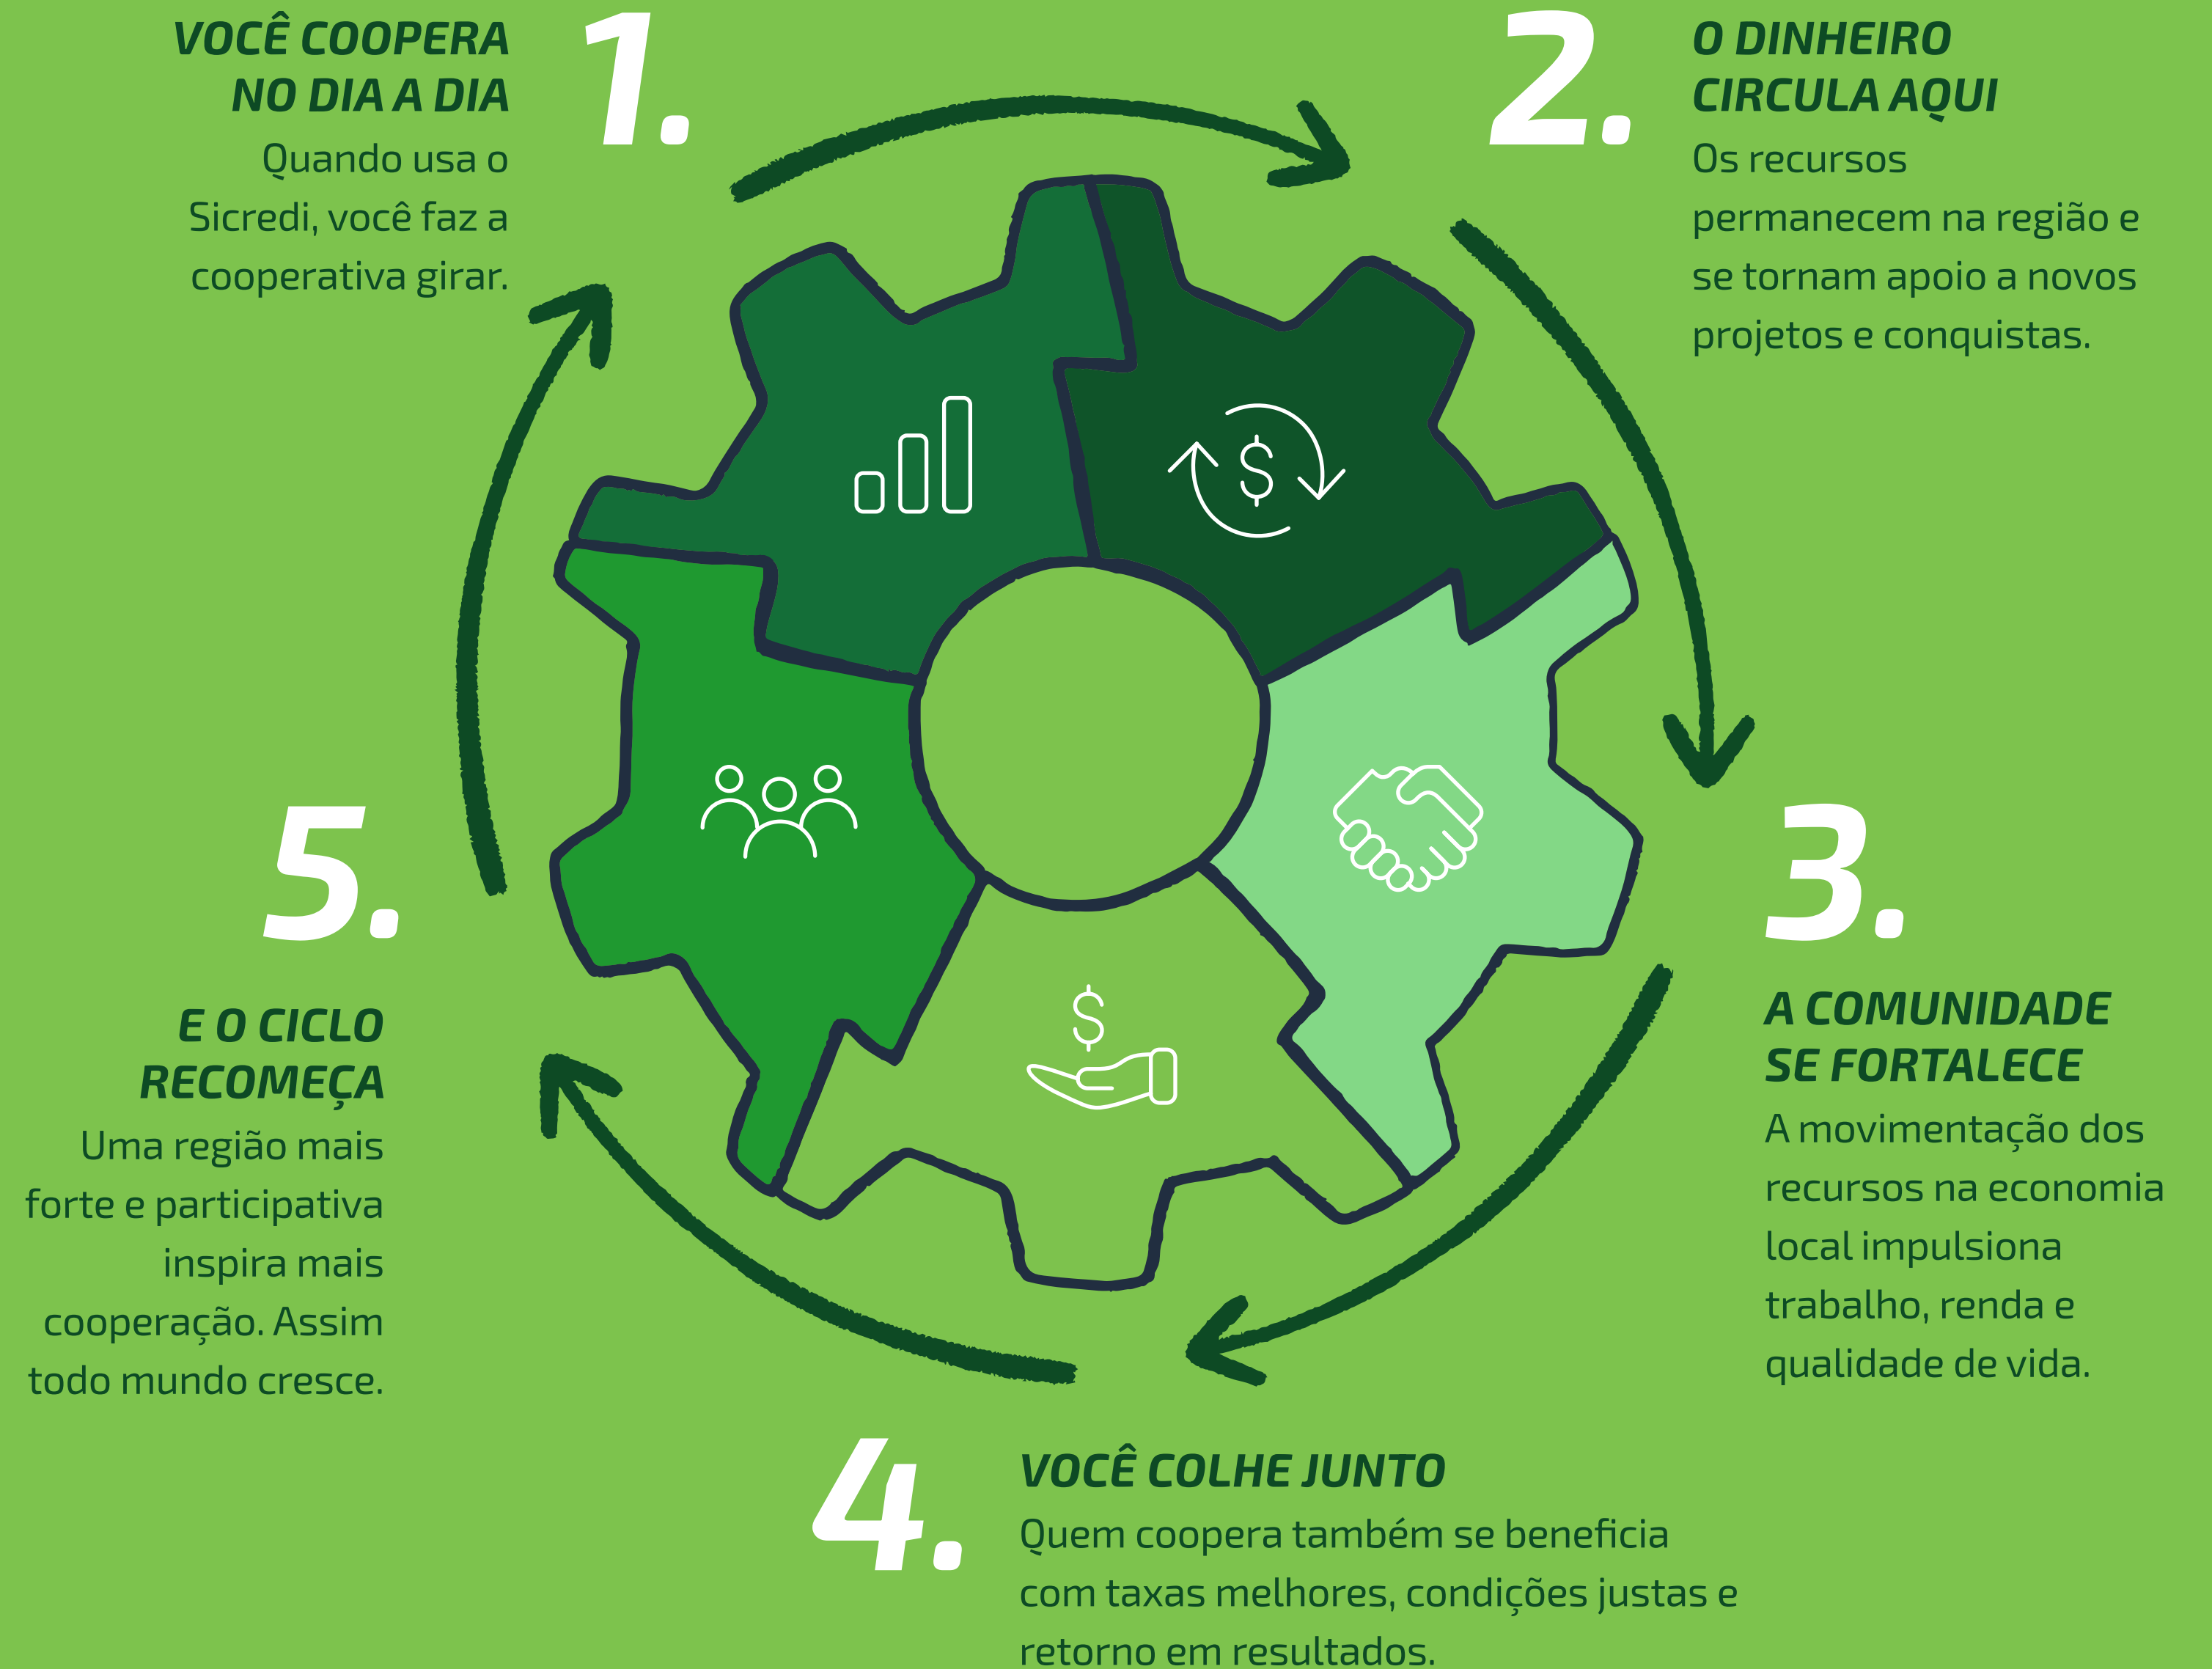 1.
VOCÊ COOPERA
NO DIA A DIA
Quando usa o
Sicredi, você faz a
cooperativa girar.
2.
O DINHEIRO
CIRCULA AQUI
Os recursos
permanecem na região e
se tornam apoio a novos
projetos e conquistas.
3.
A COMUNIDADE
SE FORTALECE
A movimentação dos
recursos na economia
local impulsiona
trabalho, renda e
qualidade de vida.
4.
VOCÊ COLHE JUNTO
Quem coopera também se beneficia
com taxas melhores, condições justas e
retorno em resultados.
5.
E O CICLO
RECOMEÇA
Uma região mais
forte e participativa
inspira mais
cooperação. Assim
todo mundo cresce.
$
$